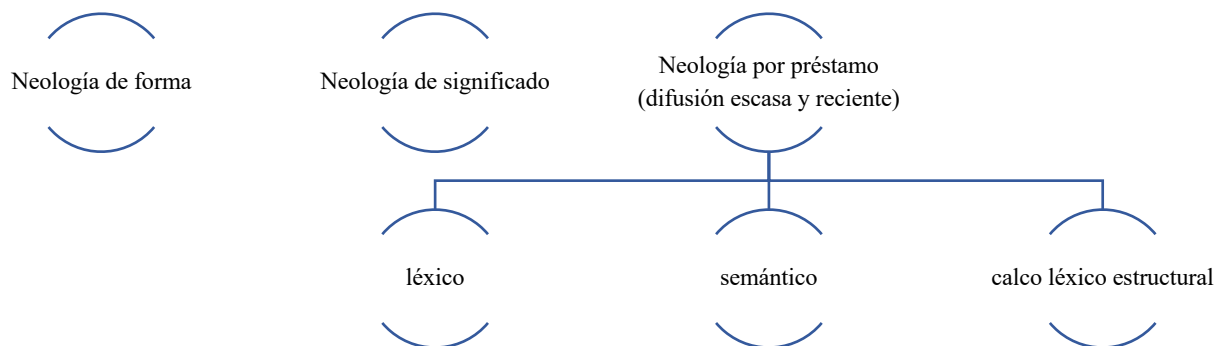 Neología de forma
Neología de significado
Neología por préstamo
(difusión escasa y reciente)
léxico
semántico
calco léxico estructural